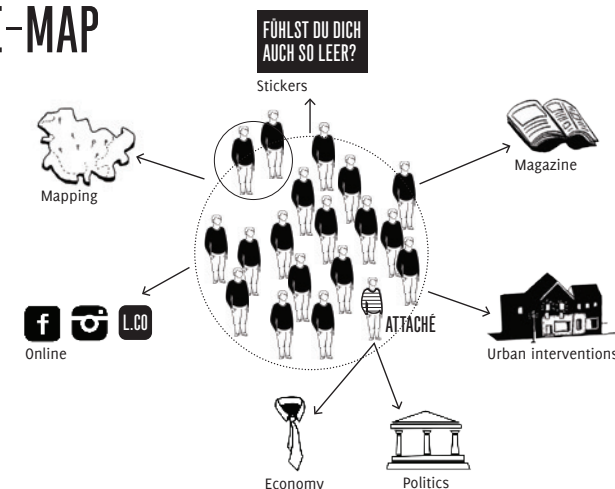 E-MAP
FÜHLST DU DICH
AUCH SO LEER?
Stickers
Mapping
Magazine
f
L.CO
Online
ATTACHÉ
Urban interventions
Economy
Politics